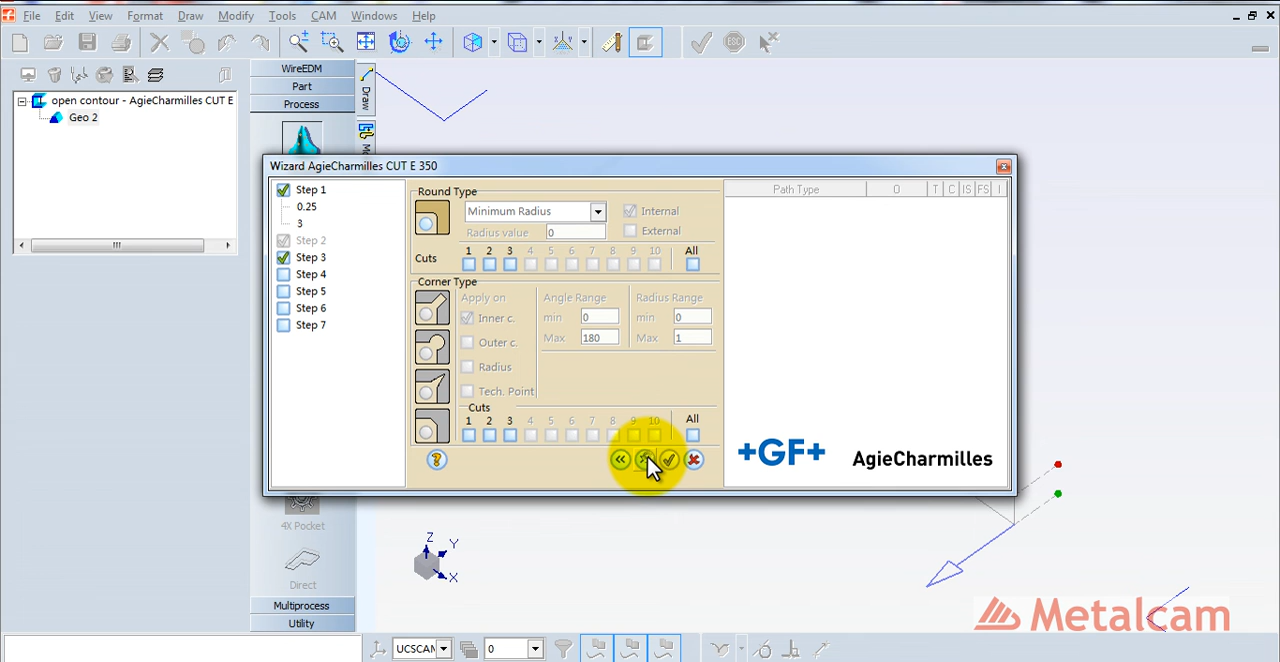 File Edit View Format Draw Modify Tools CAM Windows Help
ESC
WireEDM
Part
Process
Draw
open contour - AgieCharmilles CUT E
Geo 2
Wizard AgieCharmilles CUT E 350
Step 1
0.25
3
Step 2
Step 3
Step 4
Step 5
Step 6
Step 7
Round Type
Minimum Radius
Internal
Radius value 0
External
Cuts 1 2 3 4 5 6 7 8 9 10 All
Corner Type
Apply on Angle Range Radius Range
Inner c. min 0 min 0
Outer c. Max 180 Max 1
Radius
Tech. Point
Cuts
1 2 3 4 5 6 7 8 9 10 All
Path Type O T C IS FS I
+GF+ AgieCharmilles
4X Pocket
Direct
Multiprocess
Utility
Z
Y
X
Metalcam
UCSCAN 0